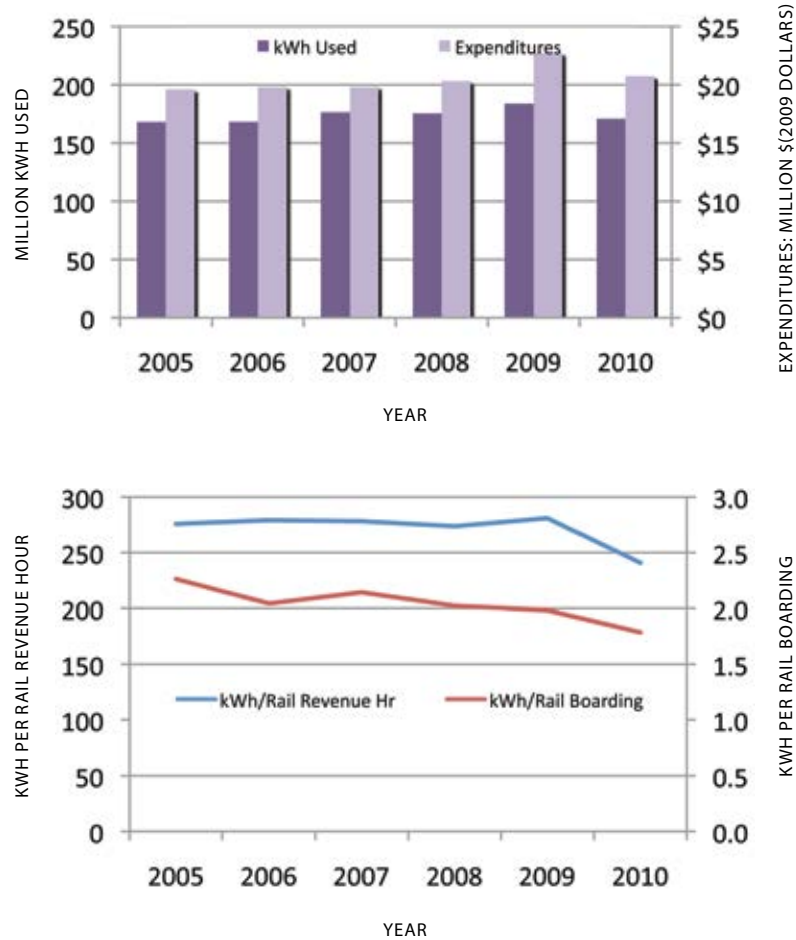 MILLION KWH USED
250
200
150
100
50
0
kWh Used
Expenditures
$25
$20
$15
$10
$5
$0
EXPENDITURES: MILLION $(2009 DOLLARS)
2005 2006 2007 2008 2009 2010
YEAR
KWH PER RAIL REVENUE HOUR
300
250
200
150
100
50
0
kWh/Rail Revenue Hr
kWh/Rail Boarding
3.0
2.5
2.0
1.5
1.0
0.5
0.0
KWH PER RAIL BOARDING
2005 2006 2007 2008 2009 2010
YEAR